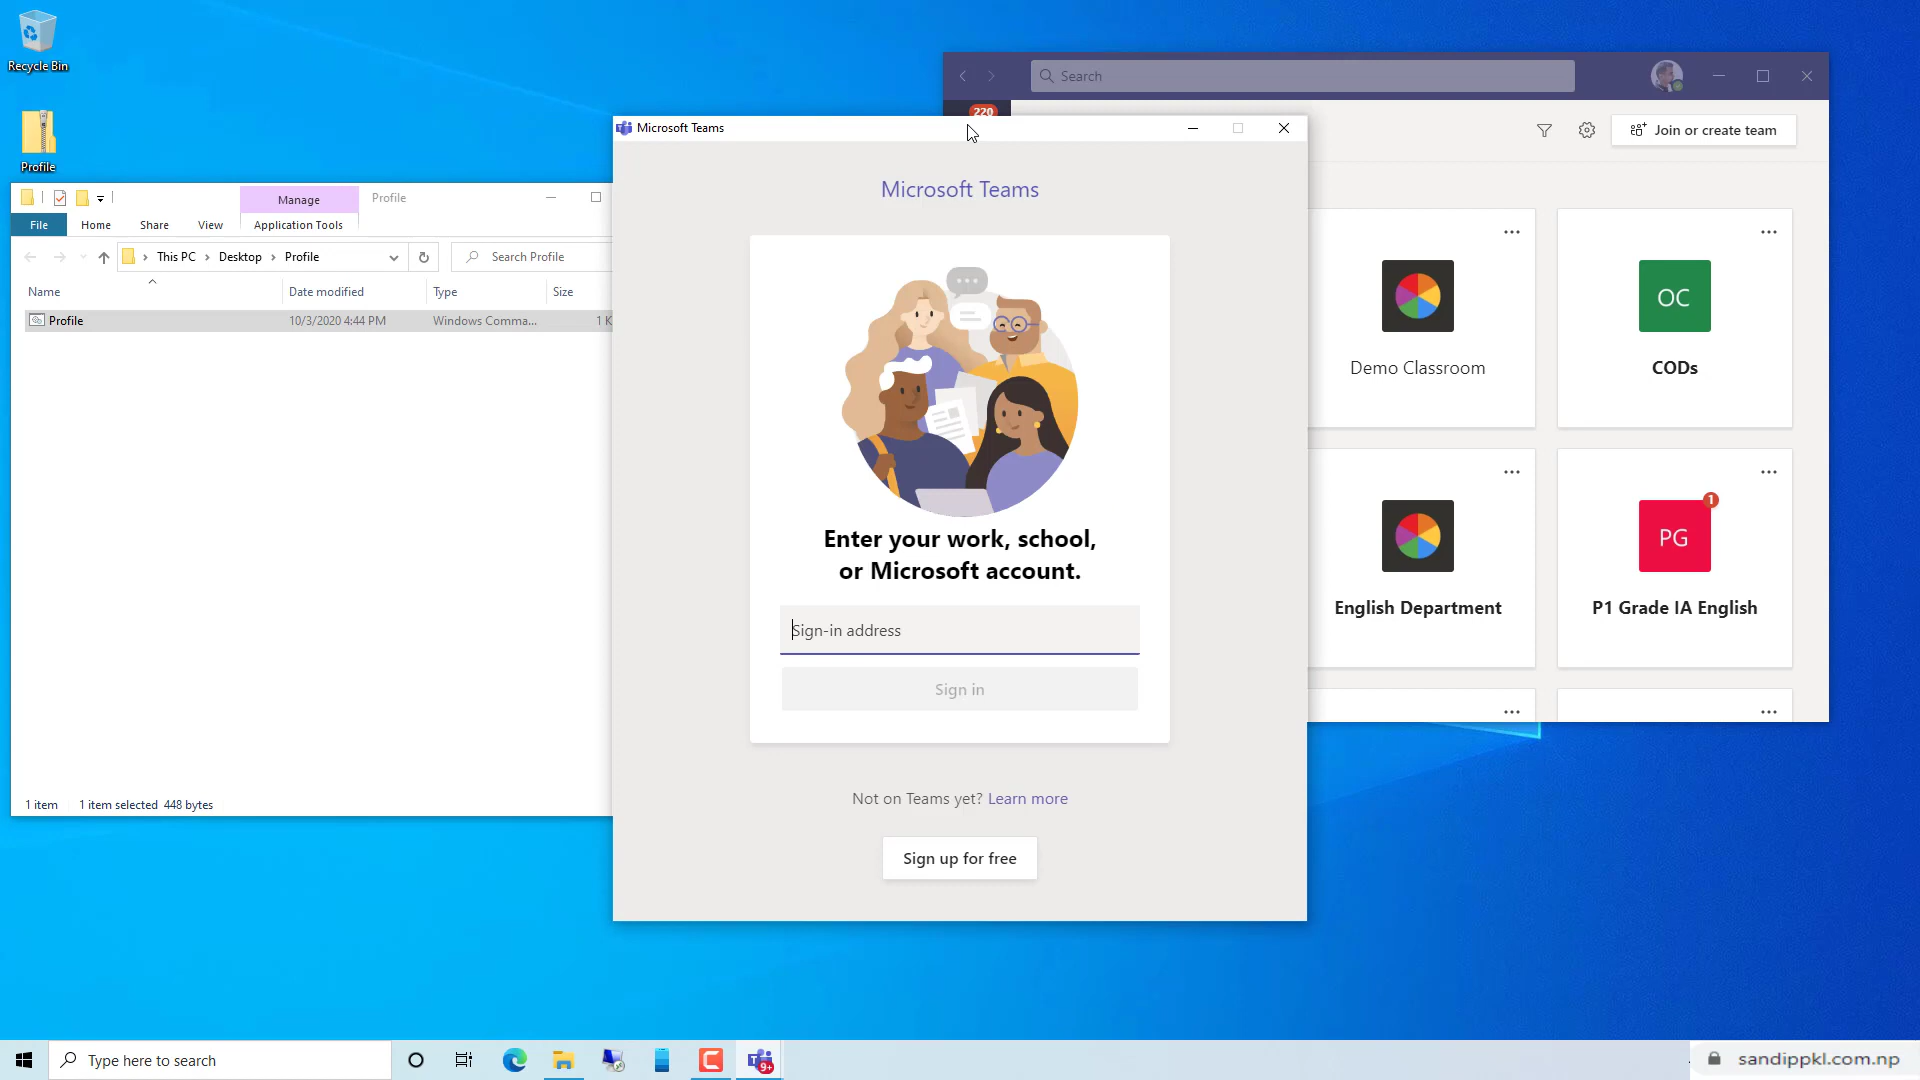 Recycle Bin
Profile
Manage
Profile
File
Home
Share
View
Application Tools
This PC
Desktop
Profile
Search Profile
Name
Date modified
Type
Size
Profile
10/3/2020 4:44 PM
Windows Comma...
1 K
1 item
1 item selected 448 bytes
Search
220
Join or create team
Microsoft Teams
Microsoft Teams
Enter your work, school,
or Microsoft account.
Sign-in address
Sign in
Not on Teams yet? Learn more
Sign up for free
Demo Classroom
OC
CODs
English Department
PG
1
P1 Grade IA English
Type here to search
9+
sandippkl.com.np